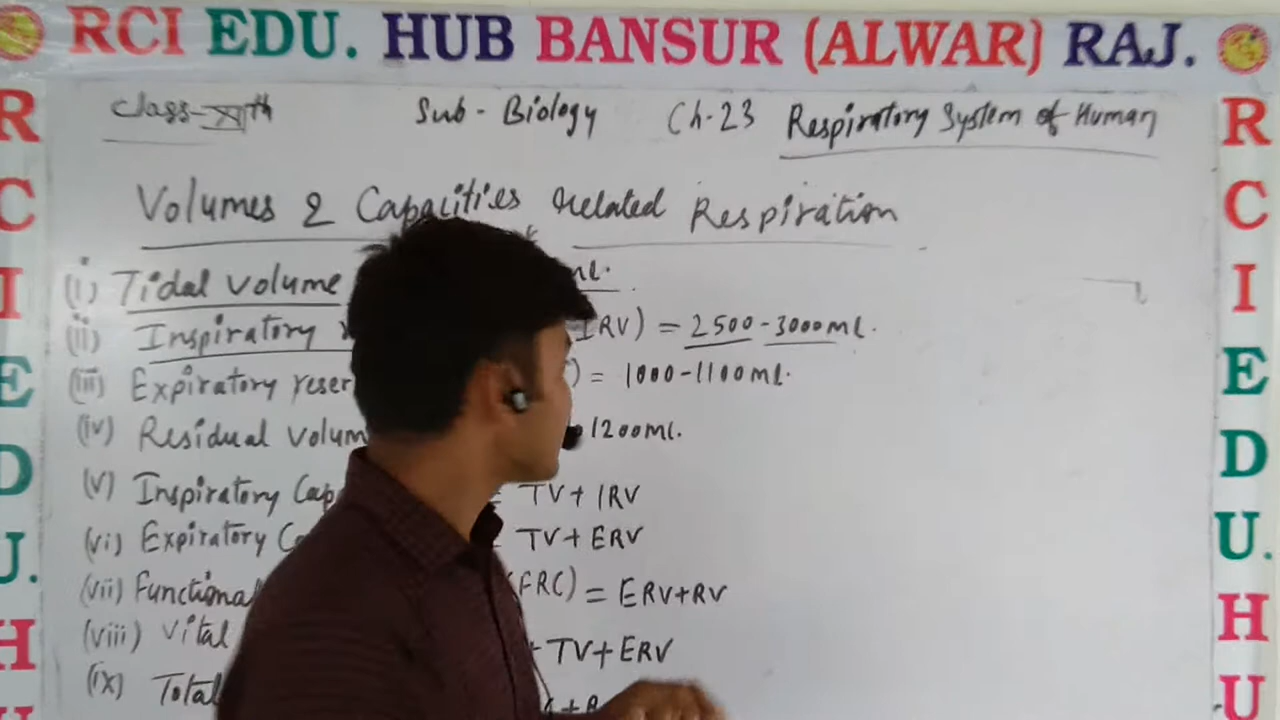 RCI EDU. HUB BANSUR (ALWAR) RAJ.
Class-XIth Sub-Biology Ch-23 Respiratory System of Human
Volumes & Capacities related Respiration
(i) Tidal volume ml.
(ii) Inspiratory IRV) = 2500-3000ml.
(iii) Expiratory reser ) = 1000-1100ml.
(iv) Residual volum 1200ml.
(v) Inspiratory Cap = TV+IRV
(vi) Expiratory C = TV+ERV
(vii) Functional (FRC) = ERV+RV
(viii) Vital + TV+ERV
(ix) Total
R C I E D U. H
R C I E D U. H U